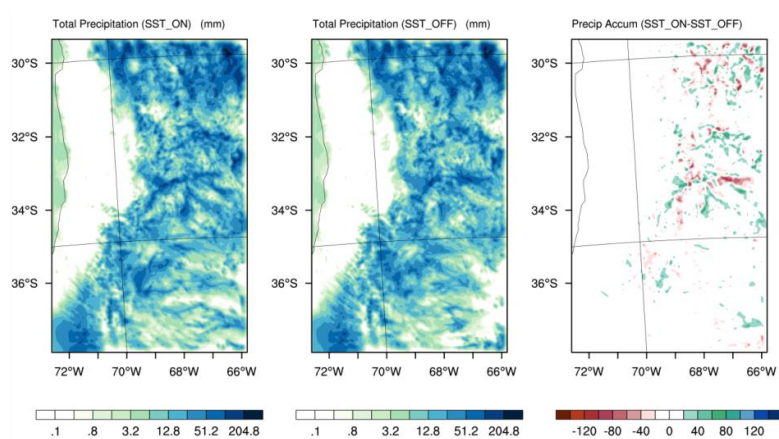 Total Precipitation (SST_ON) (mm)
Total Precipitation (SST_OFF) (mm)
Precip Accum (SST_ON-SST_OFF)
30°S
32°S
34°S
36°S
72°W 70°W 68°W 66°W
30°S
32°S
34°S
36°S
72°W 70°W 68°W 66°W
30°S
32°S
34°S
36°S
72°W 70°W 68°W 66°W
.1 .8 3.2 12.8 51.2 204.8
.1 .8 3.2 12.8 51.2 204.8
-120 -80 -40 0 40 80 120